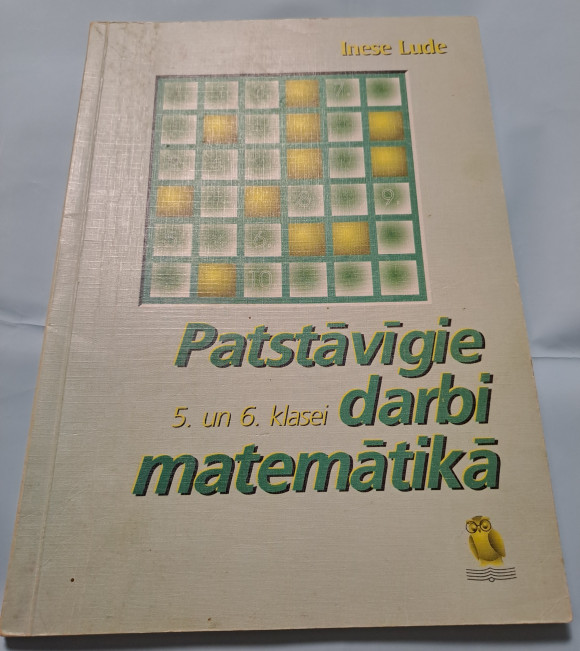 Inese Lude
Patstāvīgie
5. un 6. klasei darbi
matemātikā